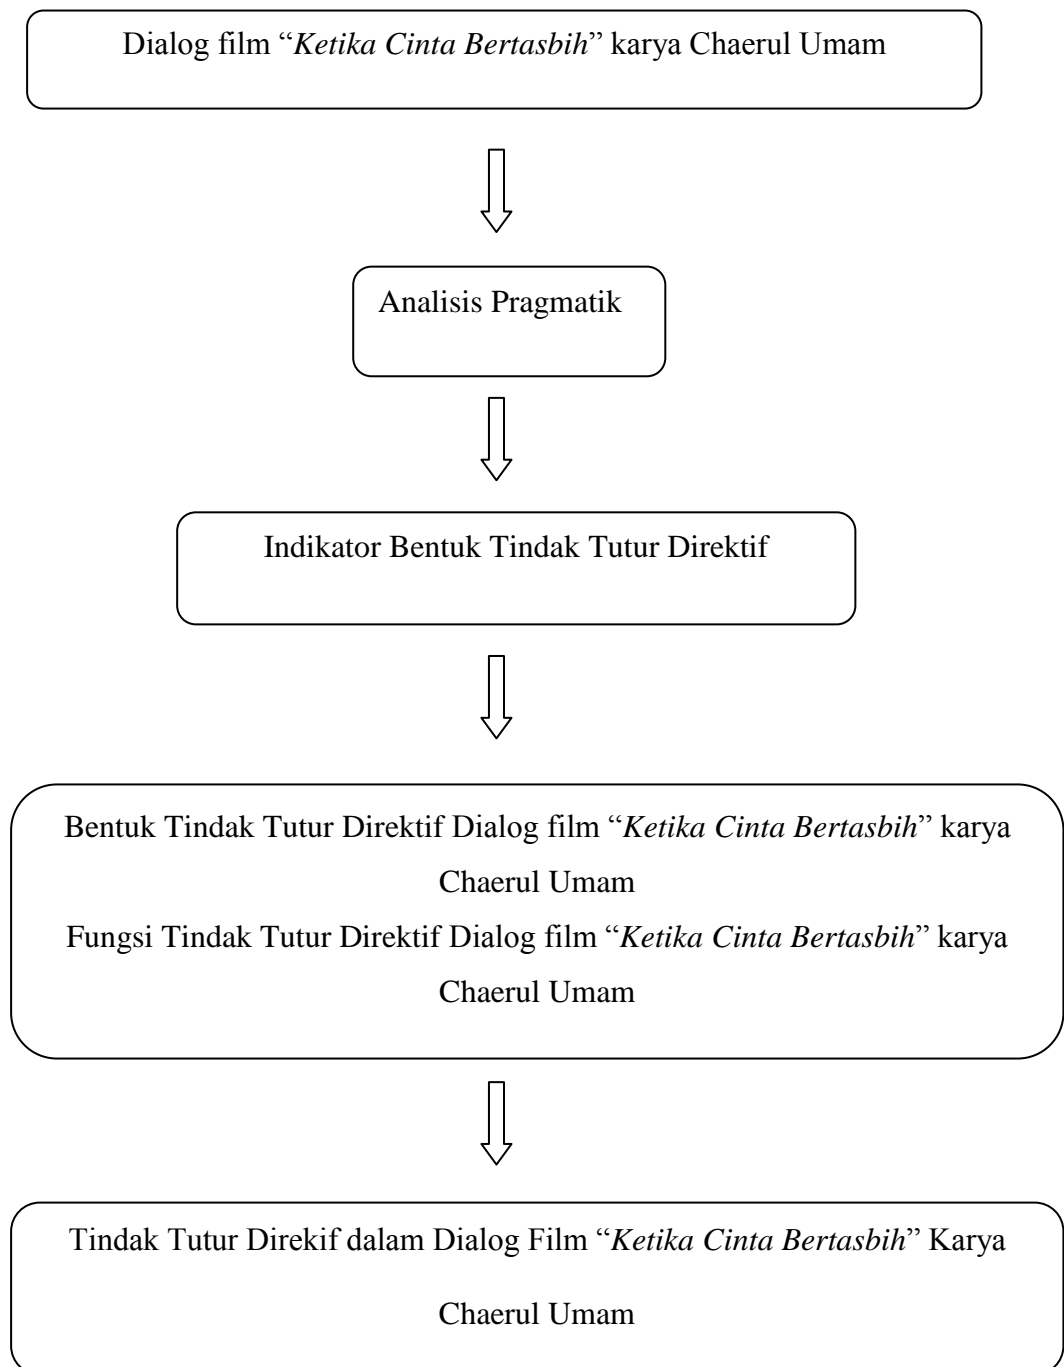 Dialog film “Ketika Cinta Bertasbih” karya Chaerul Umam
Analisis Pragmatik
Indikator Bentuk Tindak Tutur Direktif
Bentuk Tindak Tutur Direktif Dialog film “Ketika Cinta Bertasbih” karya
Chaerul Umam
Fungsi Tindak Tutur Direktif Dialog film “Ketika Cinta Bertasbih” karya
Chaerul Umam
Tindak Tutur Direkif dalam Dialog Film “Ketika Cinta Bertasbih” Karya
Chaerul Umam